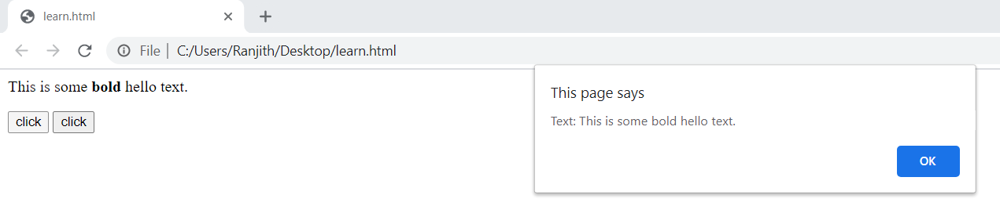 learn.html
File | C:/Users/Ranjith/Desktop/learn.html
This is some bold hello text.
click click
This page says
Text: This is some bold hello text.
OK